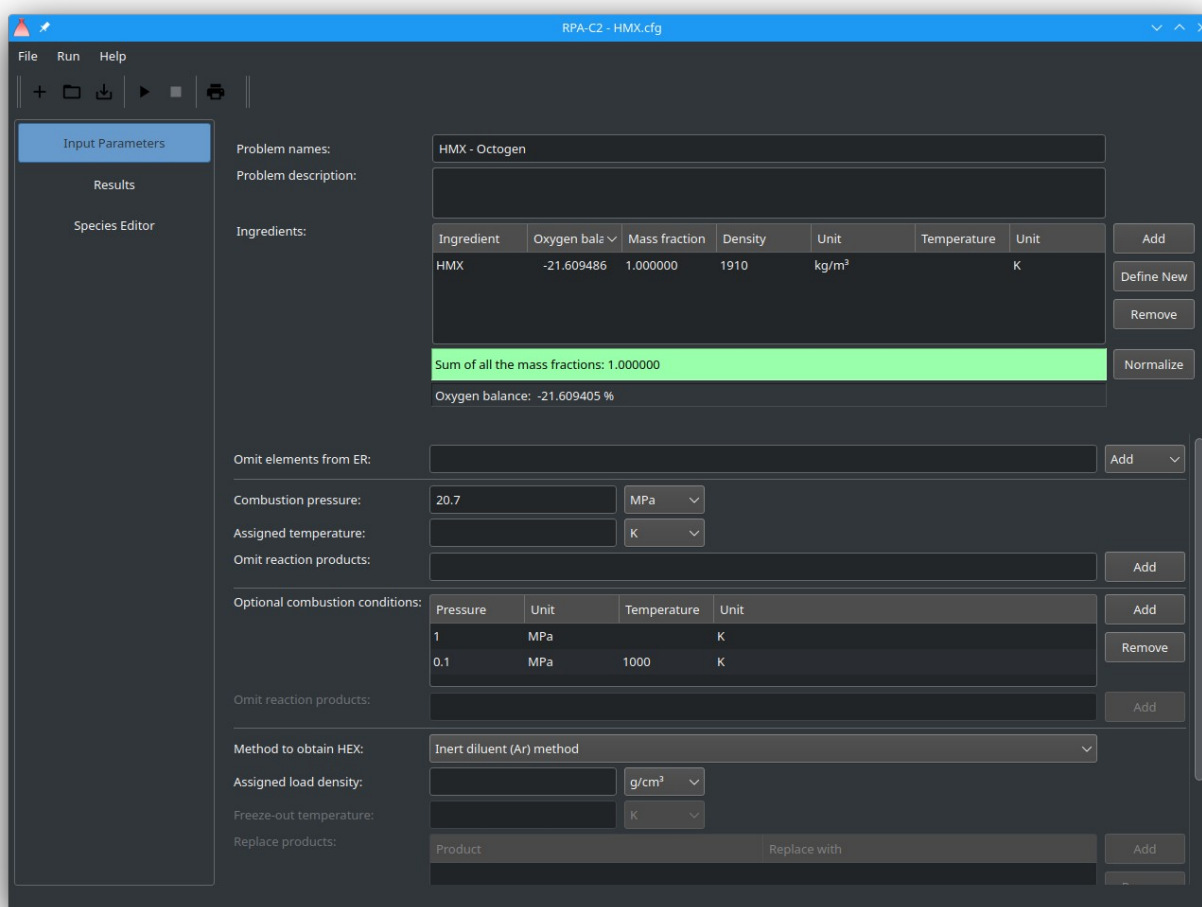 RPA-C2 - HMX.cfg
File Run Help
Input Parameters
Results
Species Editor
Problem names: HMX - Octogen
Problem description:
Ingredients:
Ingredient Oxygen bala Mass fraction Density Unit Temperature Unit Add
HMX -21.609486 1.000000 1910 kg/m³ K
Define New
Remove
Sum of all the mass fractions: 1.000000 Normalize
Oxygen balance: -21.609405 %
Omit elements from ER: Add
Combustion pressure: 20.7 MPa
Assigned temperature: K
Omit reaction products: Add
Optional combustion conditions: Pressure Unit Temperature Unit Add
1 MPa K
Remove
0.1 MPa 1000 K
Omit reaction products: Add
Method to obtain HEX: Inert diluent (Ar) method
Assigned load density: g/cm³
Freeze-out temperature: K
Replace products: Product Replace with Add